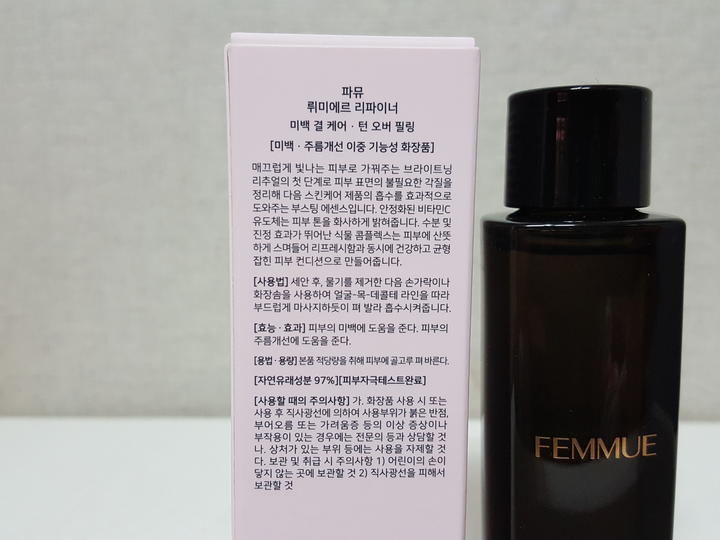 파뮤
뤼미에르 리파이너
미백 결 케어 · 턴 오버 필링
[미백 · 주름개선 이중 기능성 화장품]
매끄럽게 빛나는 피부로 가꿔주는 브라이트닝
리추얼의 첫 단계로 피부 표면의 불필요한 각질을
정리해 다음 스킨케어 제품의 흡수를 효과적으로
도와주는 부스팅 에센스입니다. 안정화된 비타민C
유도체는 피부 톤을 화사하게 밝혀줍니다. 수분 및
진정 효과가 뛰어난 식물 콤플렉스는 피부에 산뜻
하게 스며들어 리프레시함과 동시에 건강하고 균형
잡힌 피부 컨디션으로 만들어줍니다.
[사용법] 세안 후, 물기를 제거한 다음 손가락이나
화장솜을 사용하여 얼굴-목-데콜테 라인을 따라
부드럽게 마사지하듯이 펴 발라 흡수시켜줍니다.
[효능 · 효과] 피부의 미백에 도움을 준다. 피부의
주름개선에 도움을 준다.
[용법 · 용량] 본품 적당량을 취해 피부에 골고루 펴 바른다.
[자연유래성분 97%][피부자극테스트완료]
[사용할 때의 주의사항] 가. 화장품 사용 시 또는
사용 후 직사광선에 의하여 사용부위가 붉은 반점,
부어오름 또는 가려움증 등의 이상 증상이나
부작용이 있는 경우에는 전문의 등과 상담할 것
나. 상처가 있는 부위 등에는 사용을 자제할 것
다. 보관 및 취급 시 주의사항 1) 어린이의 손이
닿지 않는 곳에 보관할 것 2) 직사광선을 피해서
보관할 것
FEMMUE